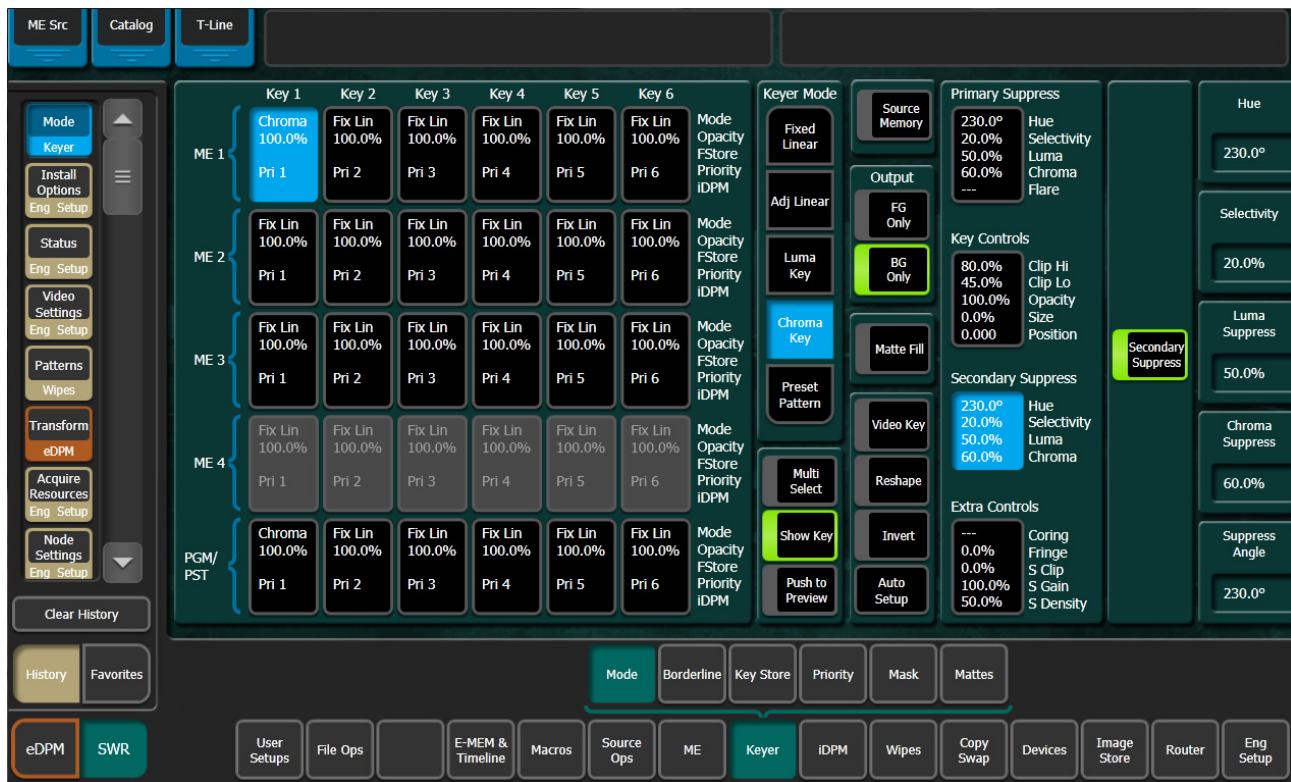 ME Src
Catalog
T-Line
Mode
Keyer
Install
Options
Eng Setup
Status
Eng Setup
Video
Settings
Eng Setup
Patterns
Wipes
Transform
eDPM
Acquire
Resources
Eng Setup
Node
Settings
Eng Setup
Clear History
History
Favorites
eDPM
SWR
Key 1 Key 2 Key 3 Key 4 Key 5 Key 6
ME 1
Chroma Fix Lin Fix Lin Fix Lin Fix Lin Fix Lin Mode
100.0% 100.0% 100.0% 100.0% 100.0% 100.0% Opacity
FStore
Pri 1 Pri 2 Pri 3 Pri 4 Pri 5 Pri 6 Priority
iDPM
ME 2
Fix Lin Fix Lin Fix Lin Fix Lin Fix Lin Fix Lin Mode
100.0% 100.0% 100.0% 100.0% 100.0% 100.0% Opacity
FStore
Pri 1 Pri 2 Pri 3 Pri 4 Pri 5 Pri 6 Priority
iDPM
ME 3
Fix Lin Fix Lin Fix Lin Fix Lin Fix Lin Fix Lin Mode
100.0% 100.0% 100.0% 100.0% 100.0% 100.0% Opacity
FStore
Pri 1 Pri 2 Pri 3 Pri 4 Pri 5 Pri 6 Priority
iDPM
ME 4
Fix Lin Fix Lin Fix Lin Fix Lin Fix Lin Fix Lin Mode
100.0% 100.0% 100.0% 100.0% 100.0% 100.0% Opacity
FStore
Pri 1 Pri 2 Pri 3 Pri 4 Pri 5 Pri 6 Priority
iDPM
PGM/
PST
Chroma Fix Lin Fix Lin Fix Lin Fix Lin Fix Lin Mode
100.0% 100.0% 100.0% 100.0% 100.0% 100.0% Opacity
FStore
Pri 1 Pri 2 Pri 3 Pri 4 Pri 5 Pri 6 Priority
iDPM
Keyer Mode
Fixed
Linear
Adj Linear
Luma
Key
Chroma
Key
Preset
Pattern
Multi
Select
Show Key
Push to
Preview
Source
Memory
Output
FG
Only
BG
Only
Matte Fill
Video Key
Reshape
Invert
Auto
Setup
Primary Suppress
230.0° Hue
20.0% Selectivity
50.0% Luma
60.0% Chroma
--- Flare
Key Controls
80.0% Clip Hi
45.0% Clip Lo
100.0% Opacity
0.0% Size
0.000 Position
Secondary Suppress
230.0° Hue
20.0% Selectivity
50.0% Luma
60.0% Chroma
Extra Controls
--- Coring
0.0% Fringe
0.0% S Clip
100.0% S Gain
50.0% S Density
Secondary
Suppress
Hue
230.0°
Selectivity
20.0%
Luma
Suppress
50.0%
Chroma
Suppress
60.0%
Suppress
Angle
230.0°
Mode
Borderline
Key Store
Priority
Mask
Mattes
User
Setups
File Ops
E-MEM &
Timeline
Macros
Source
Ops
ME
Keyer
iDPM
Wipes
Copy
Swap
Devices
Image
Store
Router
Eng
Setup